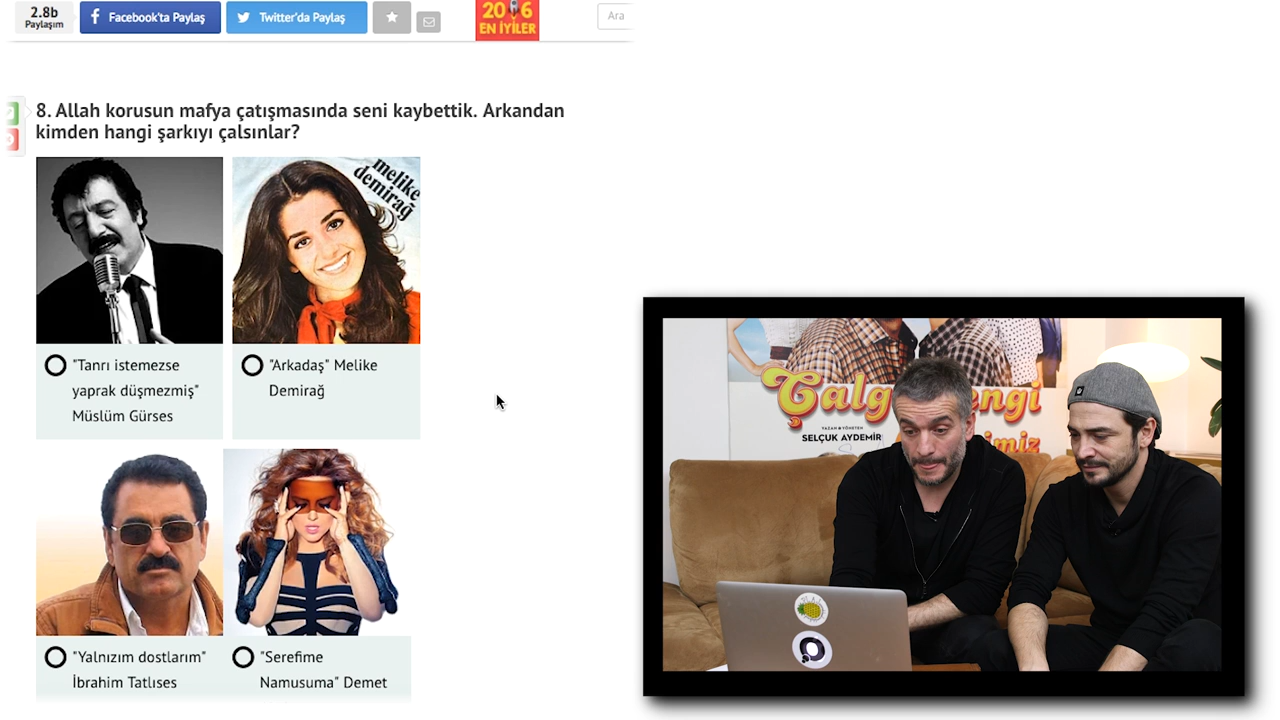 2.8b
Paylaşım
Facebook'ta Paylaş
Twitter'da Paylaş
EN İYİLER
Ara
8. Allah korusun mafya çatışmasında seni kaybettik. Arkandan
kimden hangi şarkıyı çalsınlar?
melike
demirağ
"Tanrı istemezse
yaprak düşmezmiş"
Müslüm Gürses
"Arkadaş" Melike
Demirağ
"Yalnızım dostlarım"
İbrahim Tatlıses
"Serefime
Namusuma" Demet
YAZAN YÖNETEN
SELÇUK AYDEMİR